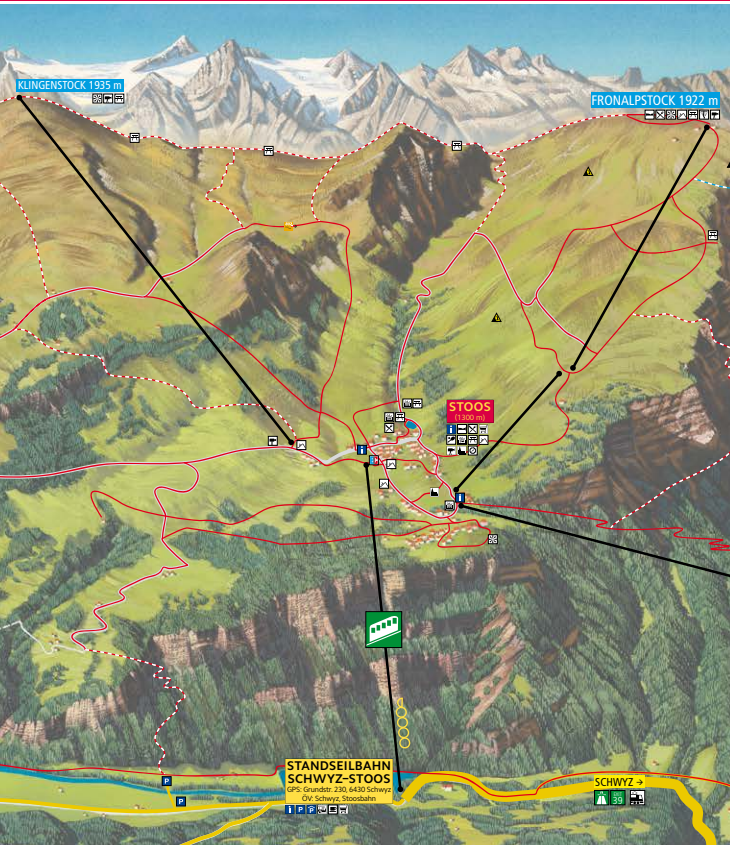 KLINGENSTOCK 1935 m
FRONALPSTOCK 1922 m
STOOS
(1300 m)
STANDSEILBAHN
SCHWYZ–STOOS
GPS: Grundstr. 230, 6430 Schwyz
ÖV: Schwyz, Stoosbahn
SCHWYZ →
39
P
P
i P P
i
i
i